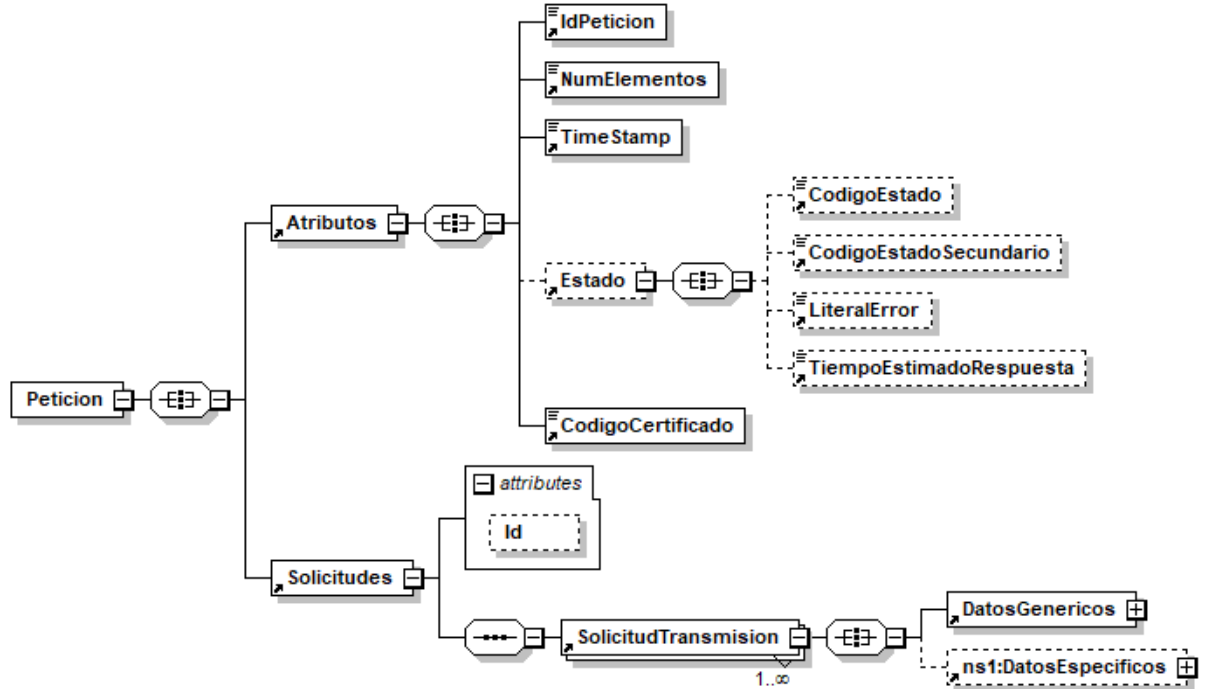 IdPeticion
NumElementos
TimeStamp
CodigoEstado
Atributos
CodigoEstadoSecundario
Estado
LiteralError
TiempoEstimadoRespuesta
Peticion
CodigoCertificado
attributes
Id
Solicitudes
DatosGenericos
SolicitudTransmision
1..∞
ns1:DatosEspecificos